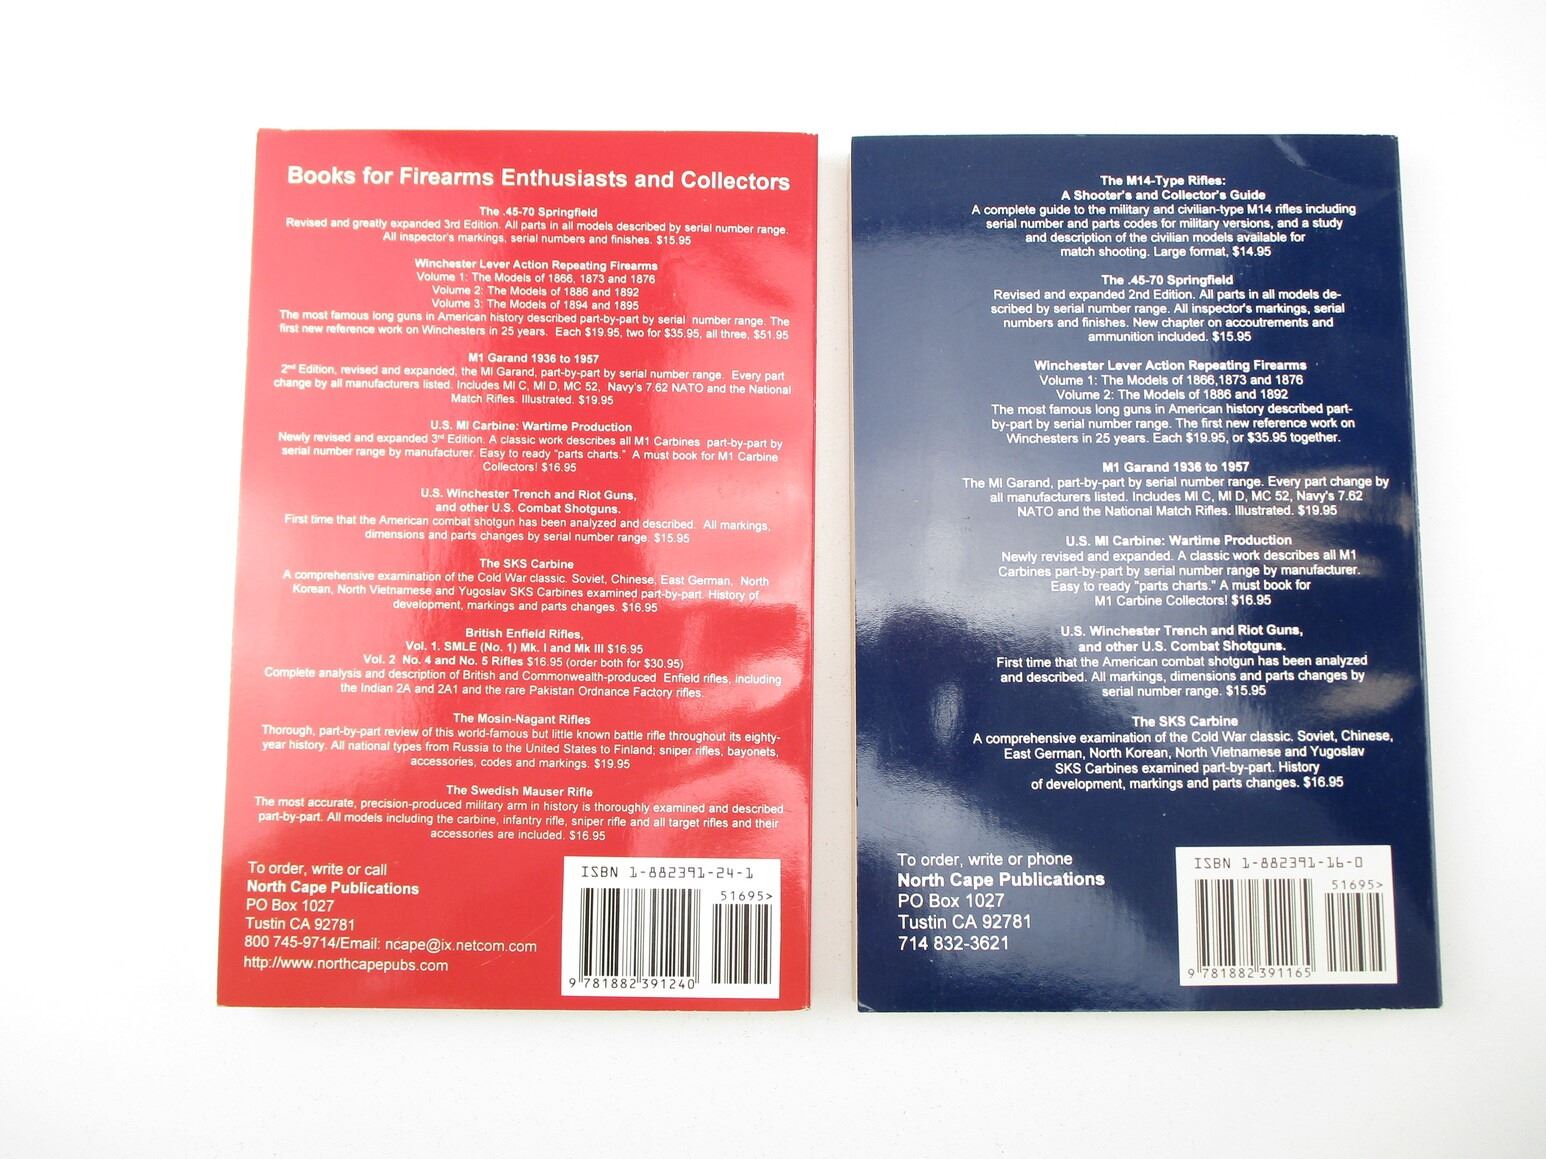 Books for Firearms Enthusiasts and Collectors
The .45-70 Springfield
Revised and greatly expanded 3rd Edition. All parts in all models described by serial number range.
All inspector's markings, serial numbers and finishes. $15.95
Winchester Lever Action Repeating Firearms
Volume 1: The Models of 1866, 1873 and 1876
Volume 2: The Models of 1886 and 1892
Volume 3: The Models of 1894 and 1895
The most famous long guns in American history described part-by-part by serial number range. The
first new reference work on Winchesters in 25 years. Each $19.95, two for $35.95, all three, $51.95
M1 Garand 1936 to 1957
2nd Edition, revised and expanded, the MI Garand, part-by-part by serial number range. Every part
change by all manufacturers listed. Includes MI C, MI D, MC 52, Navy's 7.62 NATO and the National
Match Rifles. Illustrated. $19.95
U.S. MI Carbine: Wartime Production
Newly revised and expanded 3rd Edition. A classic work describes all M1 Carbines part-by-part by
serial number range by manufacturer. Easy to ready "parts charts." A must book for M1 Carbine
Collectors! $16.95
U.S. Winchester Trench and Riot Guns,
and other U.S. Combat Shotguns.
First time that the American combat shotgun has been analyzed and described. All markings,
dimensions and parts changes by serial number range. $15.95
The SKS Carbine
A comprehensive examination of the Cold War classic. Soviet, Chinese, East German, North
Korean, North Vietnamese and Yugoslav SKS Carbines examined part-by-part. History of
development, markings and parts changes. $16.95
British Enfield Rifles,
Vol. 1. SMLE (No. 1) Mk. I and Mk III $16.95
Vol. 2 No. 4 and No. 5 Rifles $16.95 (order both for $30.95)
Complete analysis and description of British and Commonwealth-produced Enfield rifles, including
the Indian 2A and 2A1 and the rare Pakistan Ordnance Factory rifles.
The Mosin-Nagant Rifles
Thorough, part-by-part review of this world-famous but little known battle rifle throughout its eighty-
year history. All national types from Russia to the United States to Finland; sniper rifles, bayonets,
accessories, codes and markings. $19.95
The Swedish Mauser Rifle
The most accurate, precision-produced military arm in history is thoroughly examined and described
part-by-part. All models including the carbine, infantry rifle, sniper rifle and all target rifles and their
accessories are included. $16.95
To order, write or call
North Cape Publications
PO Box 1027
Tustin CA 92781
800 745-9714/Email: ncape@ix.netcom.com
http://www.northcapepubs.com
ISBN 1-882391-24-1
51695>
9 781882 391240
The M14-Type Rifles:
A Shooter's and Collector's Guide
A complete guide to the military and civilian-type M14 rifles including
serial number and parts codes for military versions, and a study
and description of the civilian models available for
match shooting. Large format, $14.95
The .45-70 Springfield
Revised and expanded 2nd Edition. All parts in all models de-
scribed by serial number range. All inspector's markings, serial
numbers and finishes. New chapter on accoutrements and
ammunition included. $15.95
Winchester Lever Action Repeating Firearms
Volume 1: The Models of 1866,1873 and 1876
Volume 2: The Models of 1886 and 1892
The most famous long guns in American history described part-
by-part by serial number range. The first new reference work on
Winchesters in 25 years. Each $19.95, or $35.95 together.
M1 Garand 1936 to 1957
The MI Garand, part-by-part by serial number range. Every part change by
all manufacturers listed. Includes MI C, MI D, MC 52, Navy's 7.62
NATO and the National Match Rifles. Illustrated. $19.95
U.S. MI Carbine: Wartime Production
Newly revised and expanded. A classic work describes all M1
Carbines part-by-part by serial number range by manufacturer.
Easy to ready "parts charts." A must book for
M1 Carbine Collectors! $16.95
U.S. Winchester Trench and Riot Guns,
and other U.S. Combat Shotguns.
First time that the American combat shotgun has been analyzed
and described. All markings, dimensions and parts changes by
serial number range. $15.95
The SKS Carbine
A comprehensive examination of the Cold War classic. Soviet, Chinese,
East German, North Korean, North Vietnamese and Yugoslav
SKS Carbines examined part-by-part. History
of development, markings and parts changes. $16.95
To order, write or phone
North Cape Publications
PO Box 1027
Tustin CA 92781
714 832-3621
ISBN 1-882391-16-0
51695>
9 781882 391165